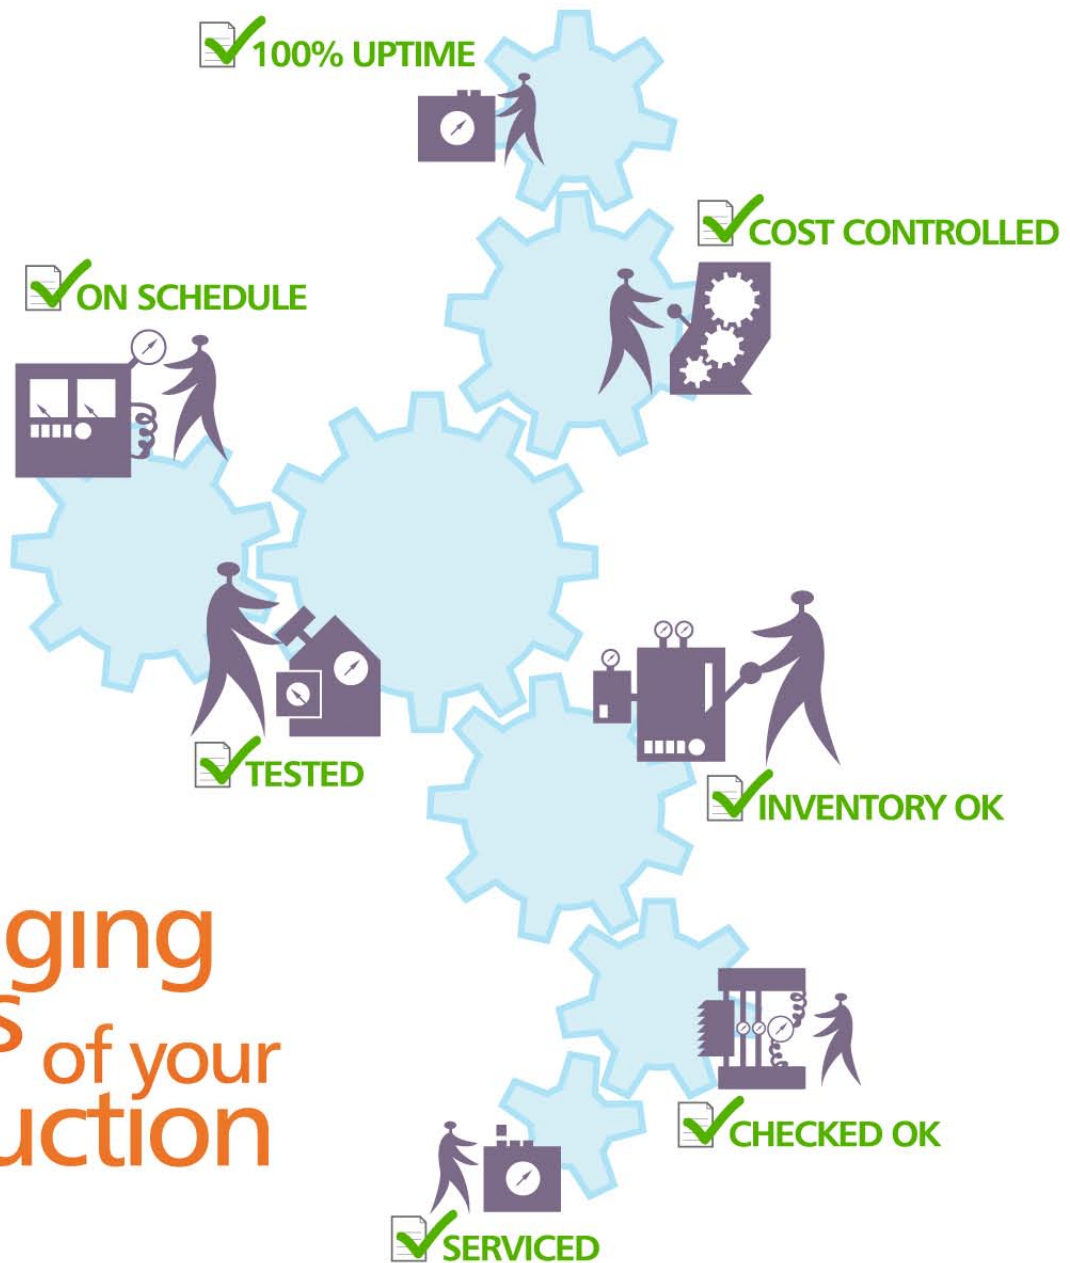 100% UPTIME
COST CONTROLLED
ON SCHEDULE
TESTED
INVENTORY OK
ging
s of your
uction
CHECKED OK
SERVICED